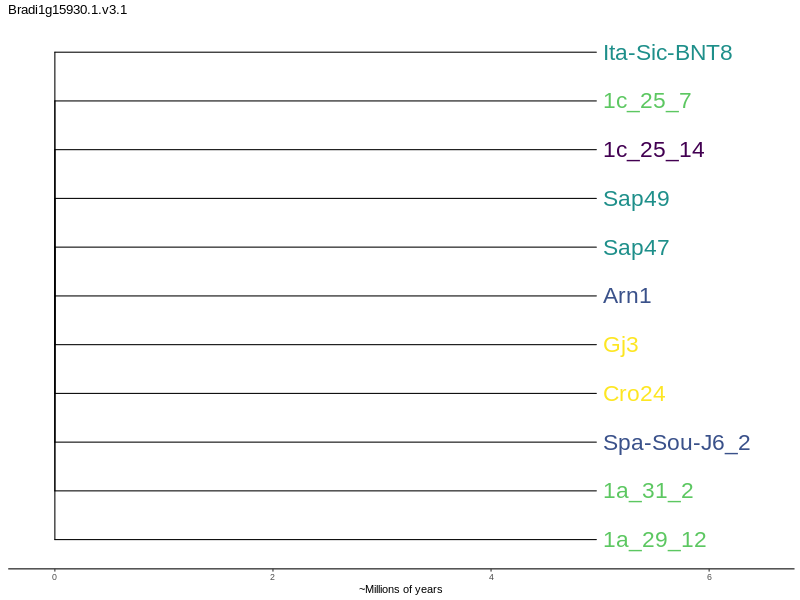 Bradi1g15930.1.v3.1
Ita-Sic-BNT8
1c_25_7
1c_25_14
Sap49
Sap47
Arn1
Gj3
Cro24
Spa-Sou-J6_2
1a_31_2
1a_29_12
0 2 4 6
~Millions of years